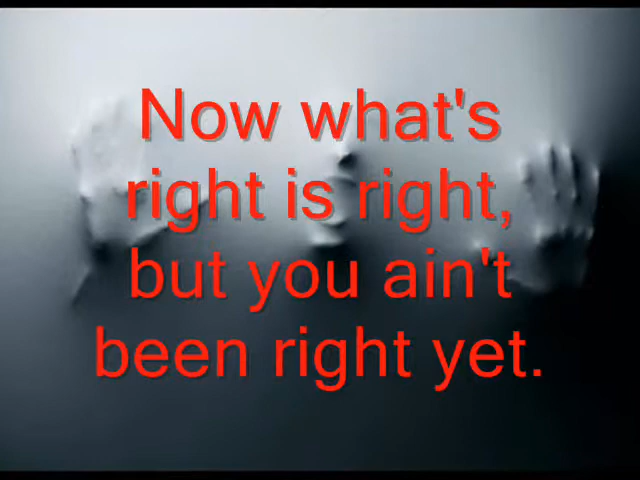 Now what's
right is right,
but you ain't
been right yet.